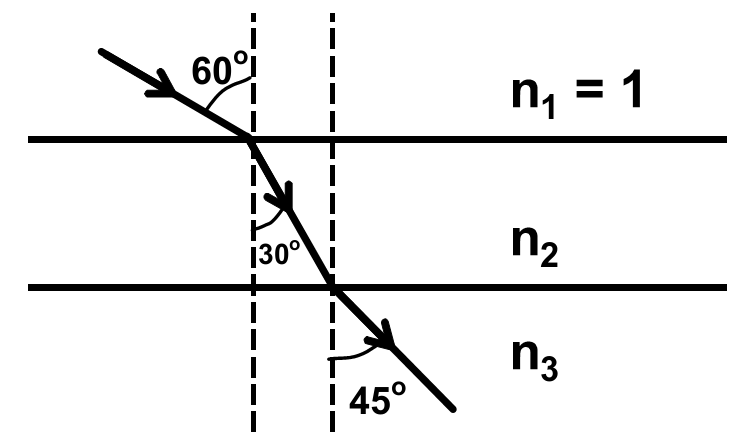 60°
n₁ = 1
30°
n₂
n₃
45°